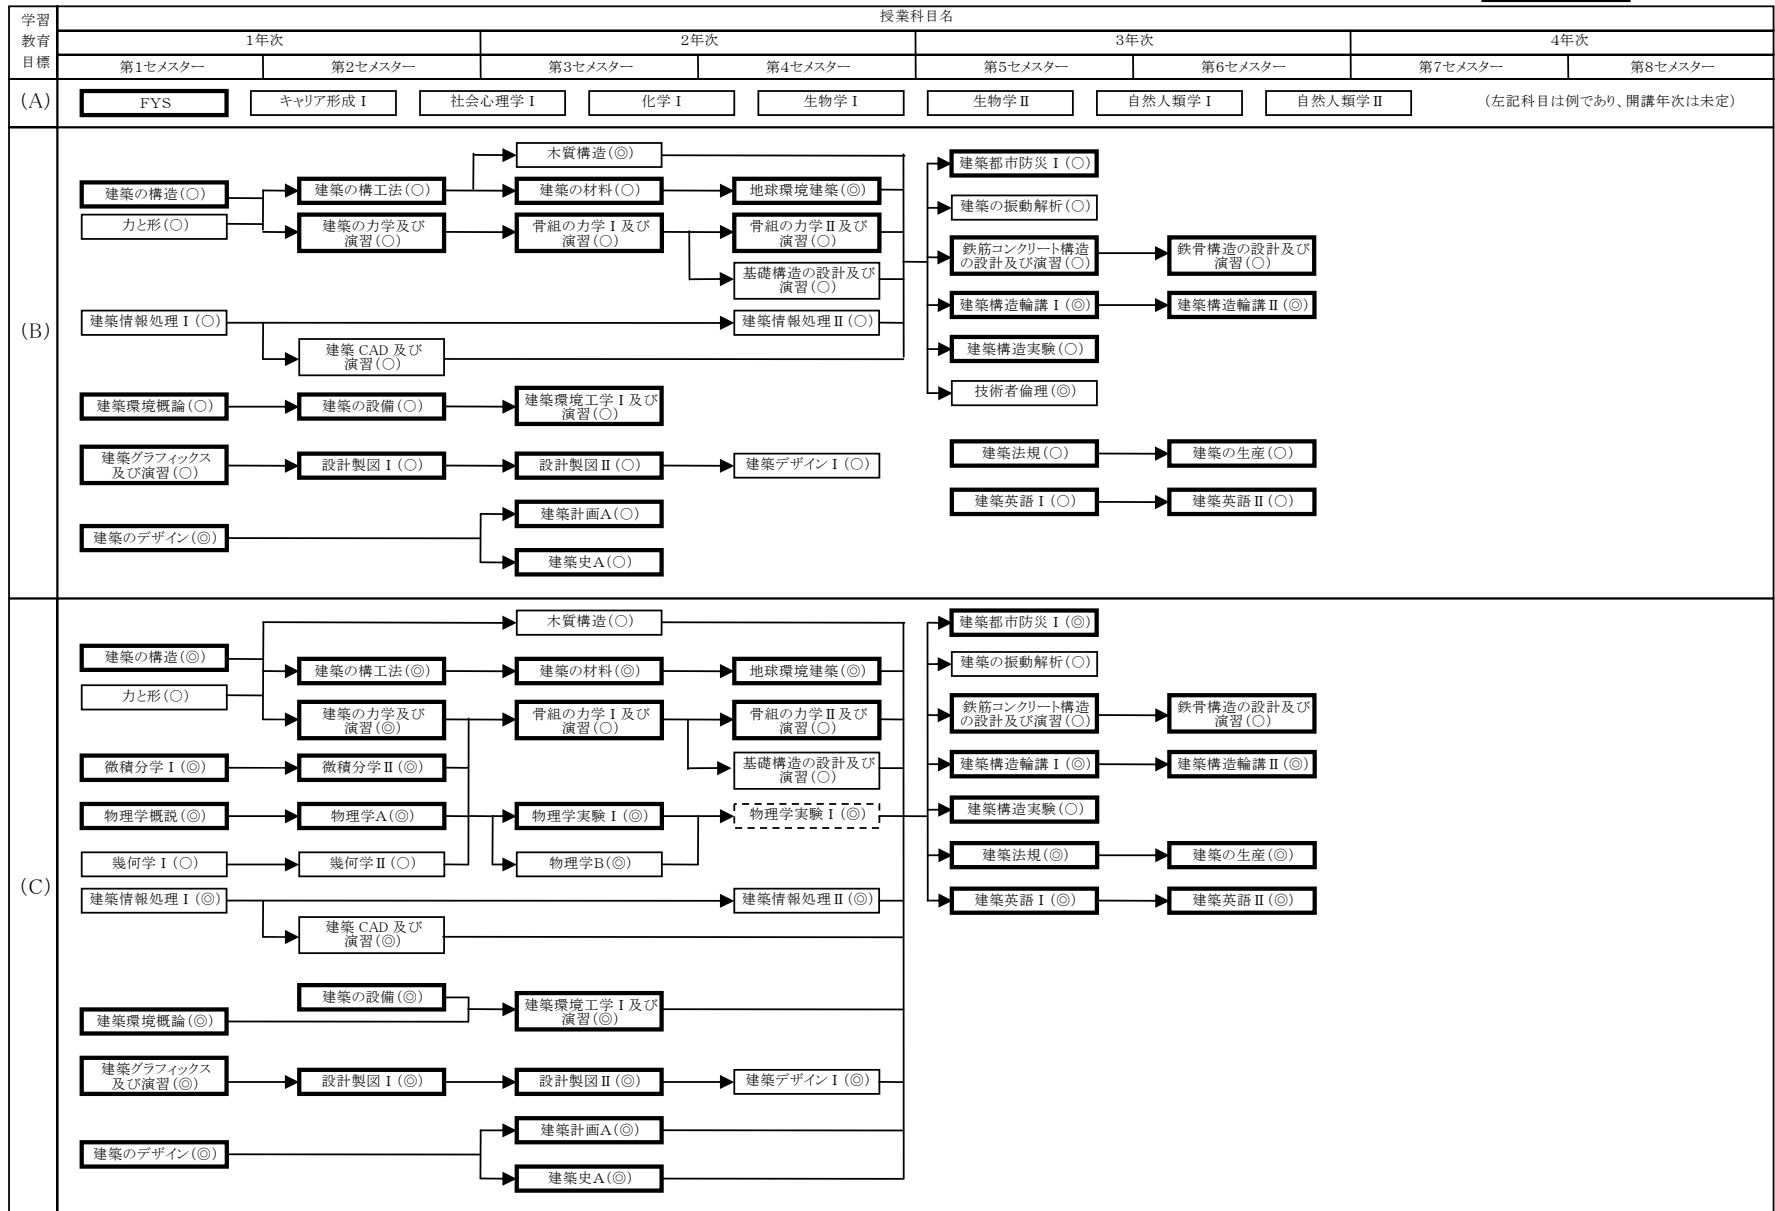 学習
教育
目標
授業科目名
1年次
2年次
3年次
4年次
第1セメスター
第2セメスター
第3セメスター
第4セメスター
第5セメスター
第6セメスター
第7セメスター
第8セメスター
(A)
FYS
キャリア形成Ⅰ
社会心理学Ⅰ
化学Ⅰ
生物学Ⅰ
生物学Ⅱ
自然人類学Ⅰ
自然人類学Ⅱ
(左記科目は例であり、開講年次は未定)
(B)
木質構造(◎)
建築都市防災Ⅰ(○)
建築の構造(○)
建築の構工法(○)
建築の材料(○)
地球環境建築(◎)
建築の振動解析(○)
力と形(○)
建築の力学及び
演習(○)
骨組の力学Ⅰ及び
演習(○)
骨組の力学Ⅱ及び
演習(○)
鉄筋コンクリート構造
の設計及び演習(○)
鉄骨構造の設計及び
演習(○)
基礎構造の設計及び
演習(○)
建築構造輪講Ⅰ(◎)
建築構造輪講Ⅱ(◎)
建築情報処理Ⅰ(○)
建築情報処理Ⅱ(○)
建築 CAD 及び
演習(○)
建築構造実験(○)
技術者倫理(◎)
建築環境概論(○)
建築の設備(○)
建築環境工学Ⅰ及び
演習(○)
建築グラフィックス
及び演習(○)
設計製図Ⅰ(○)
設計製図Ⅱ(○)
建築デザインⅠ(○)
建築法規(○)
建築の生産(○)
建築英語Ⅰ(○)
建築英語Ⅱ(○)
建築のデザイン(◎)
建築計画A(○)
建築史A(○)
(C)
木質構造(○)
建築都市防災Ⅰ(◎)
建築の構造(◎)
建築の構工法(◎)
建築の材料(◎)
地球環境建築(◎)
建築の振動解析(○)
力と形(○)
建築の力学及び
演習(◎)
骨組の力学Ⅰ及び
演習(○)
骨組の力学Ⅱ及び
演習(○)
鉄筋コンクリート構造
の設計及び演習(○)
鉄骨構造の設計及び
演習(○)
微積分学Ⅰ(◎)
微積分学Ⅱ(◎)
基礎構造の設計及び
演習(○)
建築構造輪講Ⅰ(◎)
建築構造輪講Ⅱ(◎)
物理学概説(◎)
物理学A(◎)
物理学実験Ⅰ(◎)
物理学実験Ⅰ(◎)
建築構造実験(○)
幾何学Ⅰ(○)
幾何学Ⅱ(○)
物理学B(◎)
建築法規(◎)
建築の生産(◎)
建築情報処理Ⅰ(◎)
建築情報処理Ⅱ(◎)
建築英語Ⅰ(◎)
建築英語Ⅱ(◎)
建築 CAD 及び
演習(◎)
建築の設備(◎)
建築環境概論(◎)
建築環境工学Ⅰ及び
演習(◎)
建築グラフィックス
及び演習(◎)
設計製図Ⅰ(◎)
設計製図Ⅱ(◎)
建築デザインⅠ(◎)
建築のデザイン(◎)
建築計画A(◎)
建築史A(◎)